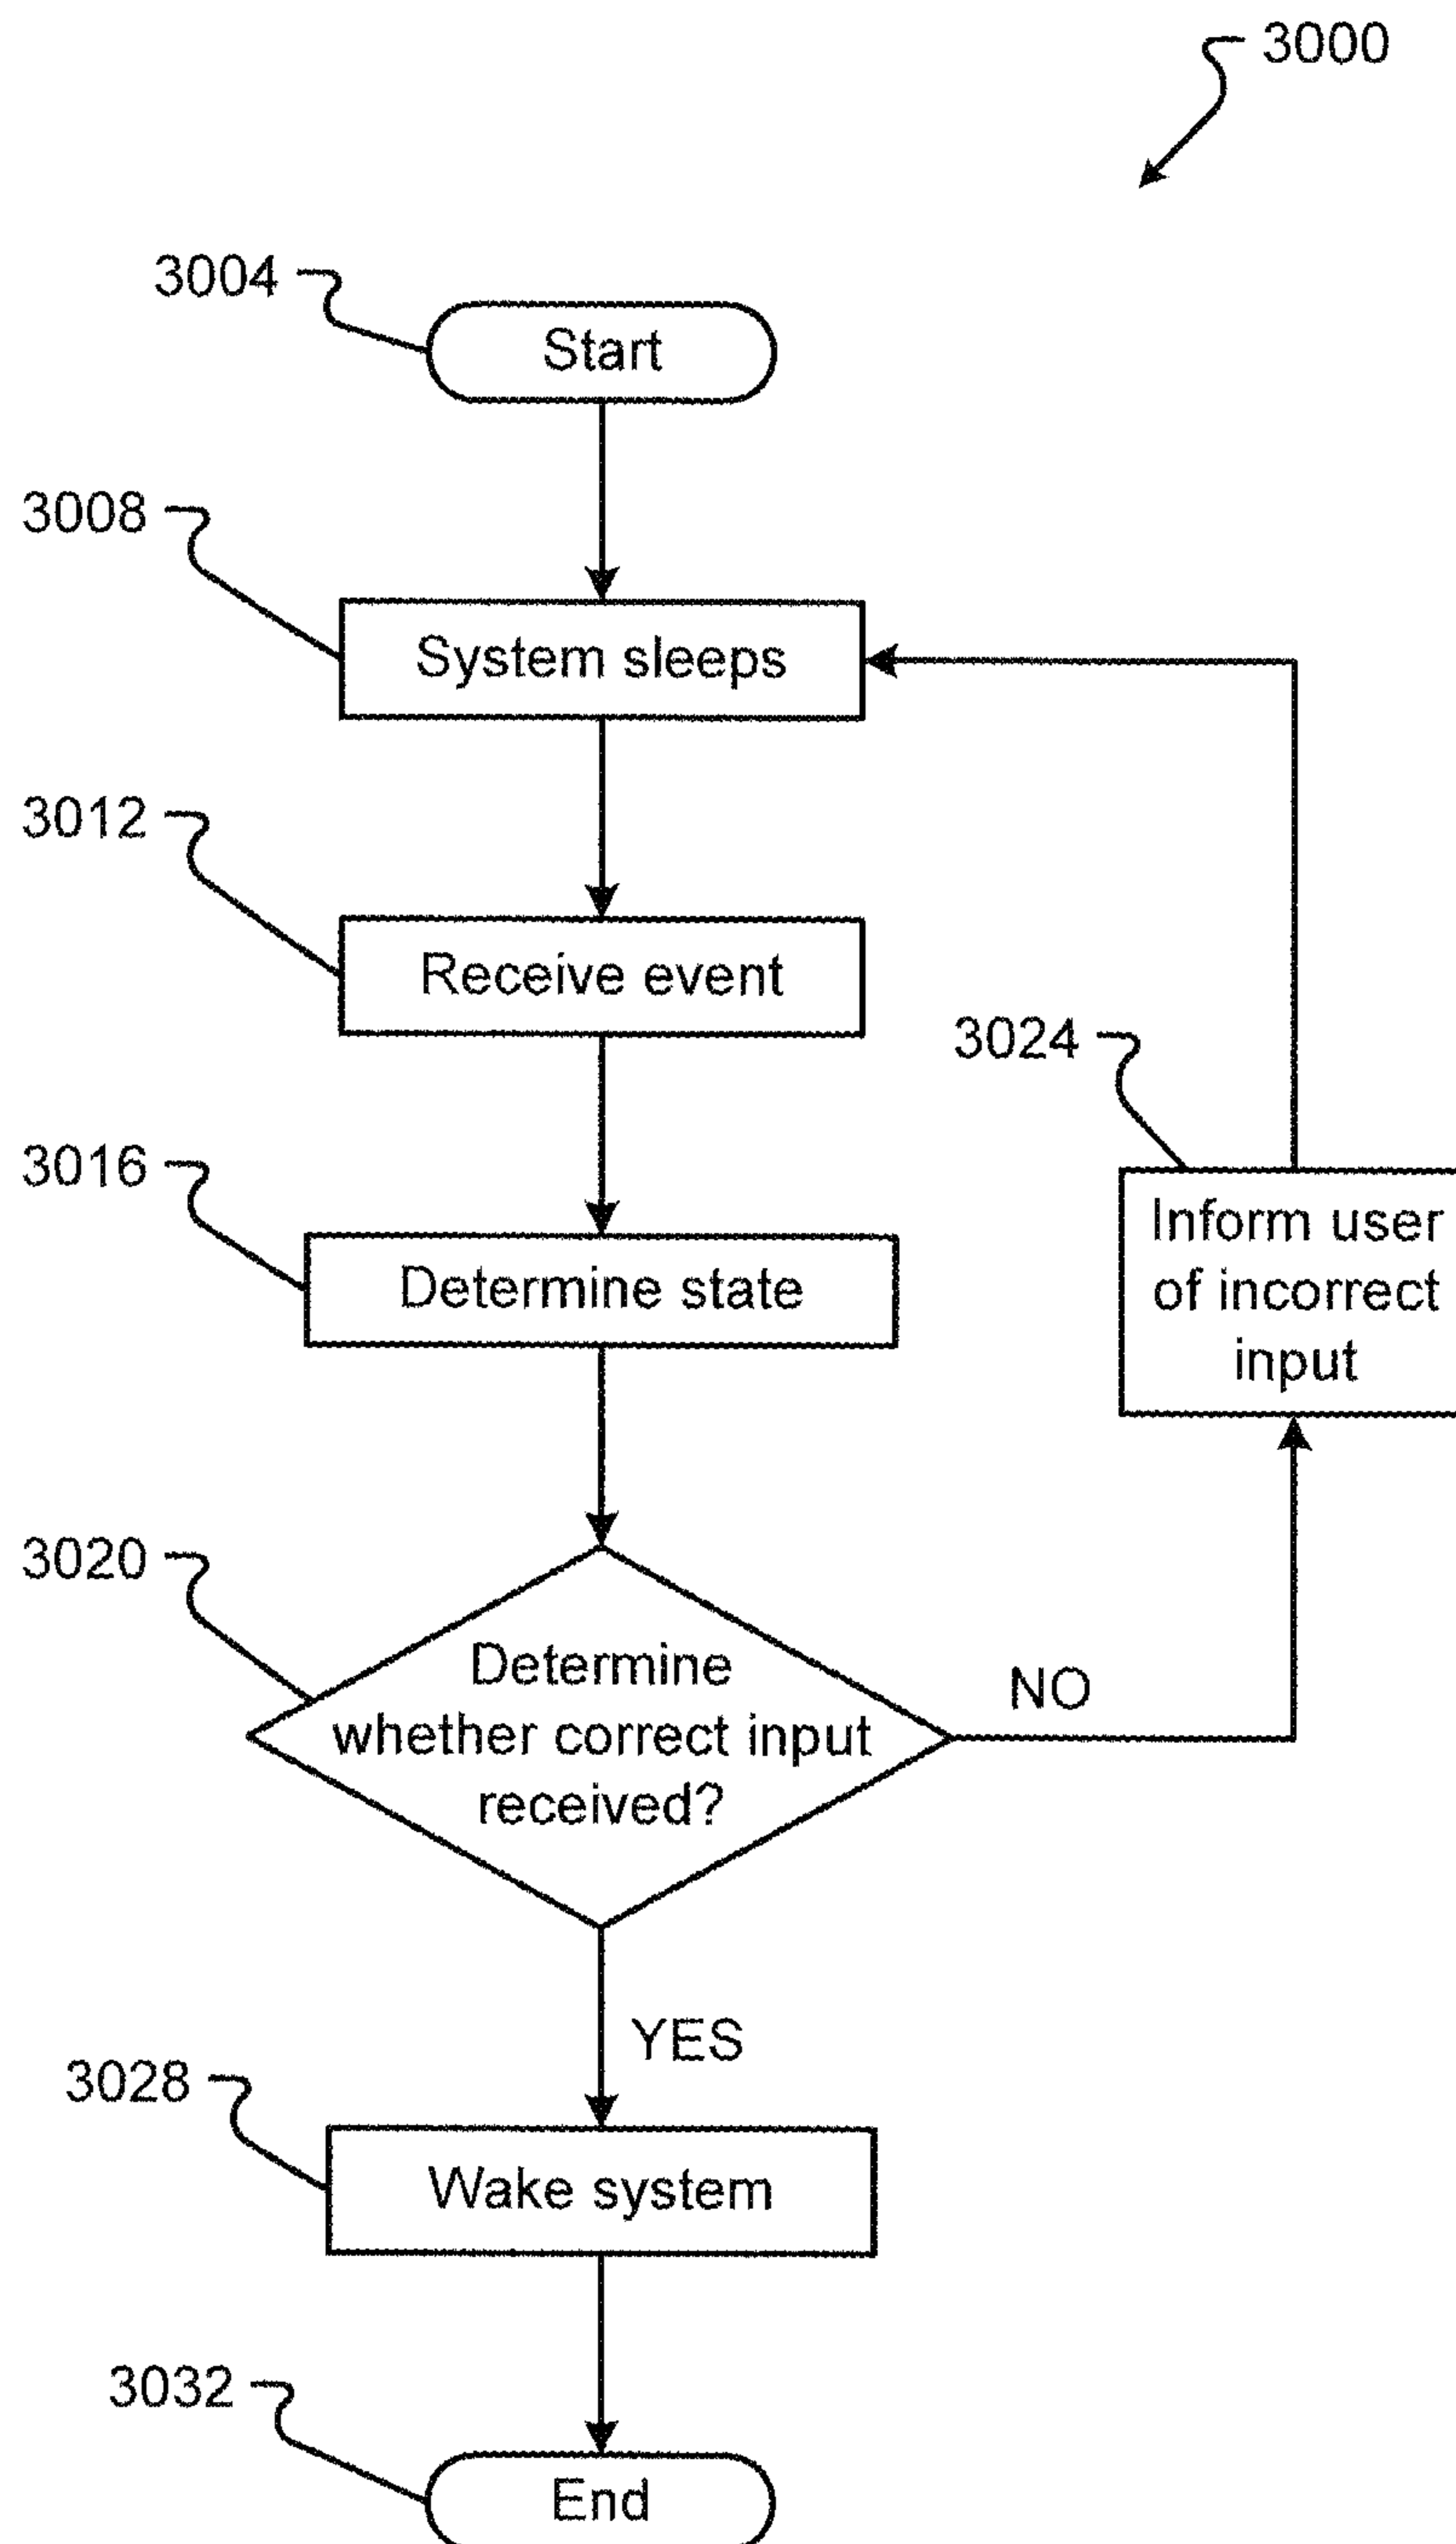 3000
3004
Start
3008
System sleeps
3012
Receive event
3024
3016
Inform user
of incorrect
input
Determine state
3020
Determine
whether correct input
received?
NO
YES
3028
Wake system
3032
End